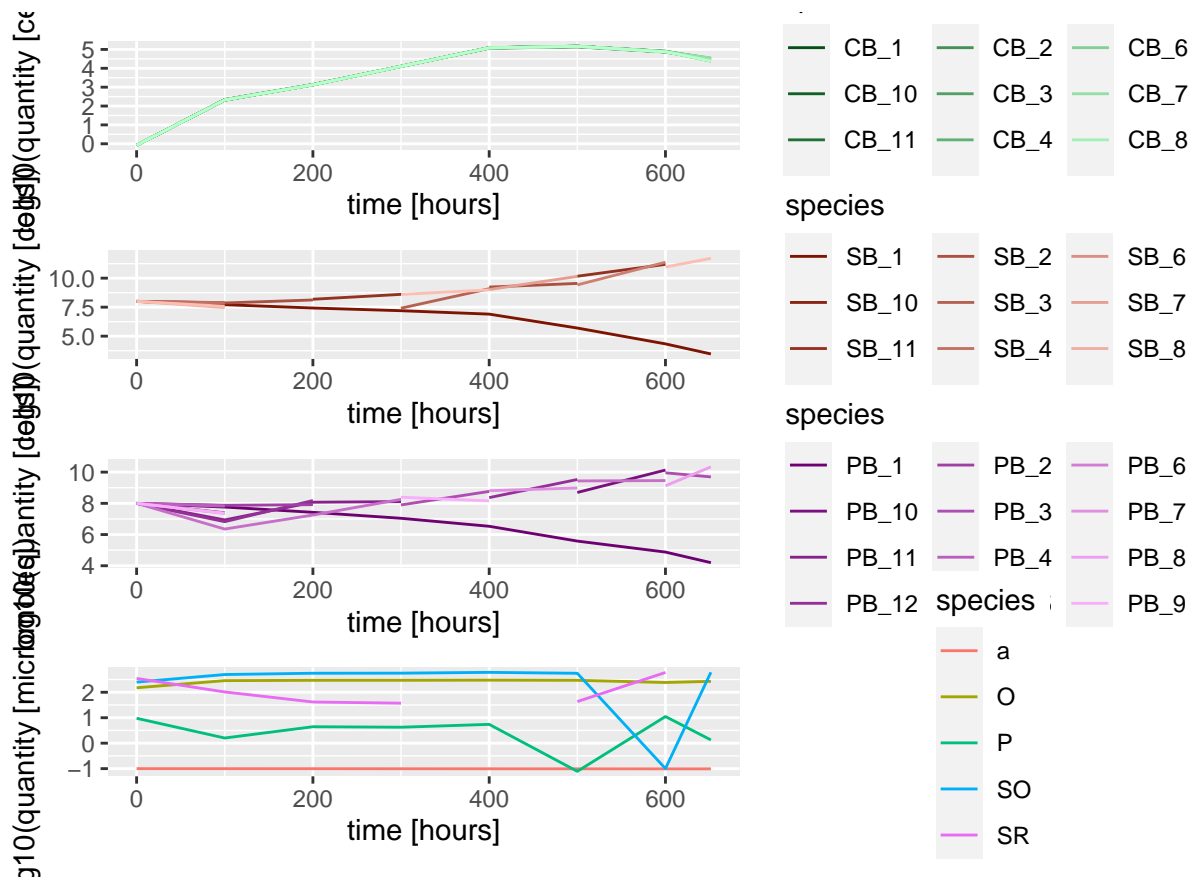 5
4
3
2
1
0
0 200 400 600
time [hours]
CB_1 CB_2 CB_6
CB_10 CB_3 CB_7
CB_11 CB_4 CB_8
10.0
7.5
5.0
0 200 400 600
time [hours]
species
SB_1 SB_2 SB_6
SB_10 SB_3 SB_7
SB_11 SB_4 SB_8
10
8
6
4
0 200 400 600
time [hours]
species
PB_1 PB_2 PB_6
PB_10 PB_3 PB_7
PB_11 PB_4 PB_8
PB_12 PB_9
2
1
0
−1
0 200 400 600
time [hours]
species
a
O
P
SO
SR